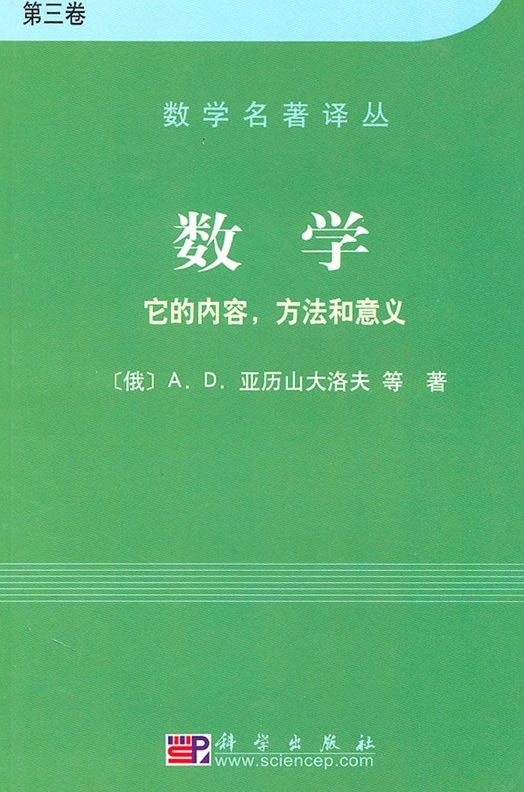 第三卷
数学名著译丛
数学
它的内容，方法和意义
〔俄〕A. D. 亚历山大洛夫 等 著
科学出版社
www.sciencep.com